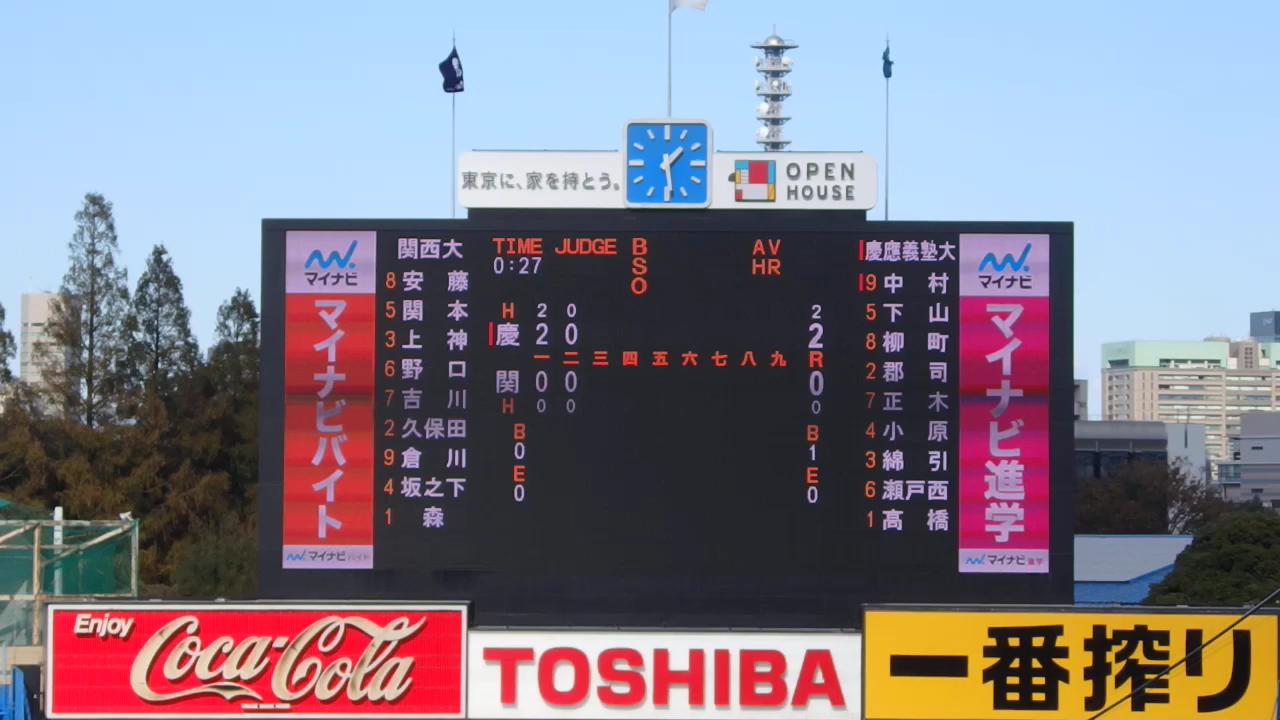 東京に、家を持とう。
OPEN
HOUSE
マイナビ
マイナビバイト
マイナビバイト
関西大
8 安藤
5 関本
3 上神
6 野口
7 吉川
2 久保田
9 倉川
4 坂之下
1 森
TIME JUDGE
0:27
B
S
O
AV
HR
H 2 0 2
慶 2 0 2
一 二 三 四 五 六 七 八 九 R
関 0 0 0
H 0 0 0
B B
0 1
E E
0 0
慶應義塾大
9 中村
5 下山
8 柳町
2 郡司
7 正木
4 小原
3 綿引
6 瀬戸西
1 髙橋
マイナビ
マイナビ進学
マイナビ進学
Enjoy
Coca-Cola
TOSHIBA
一番搾り